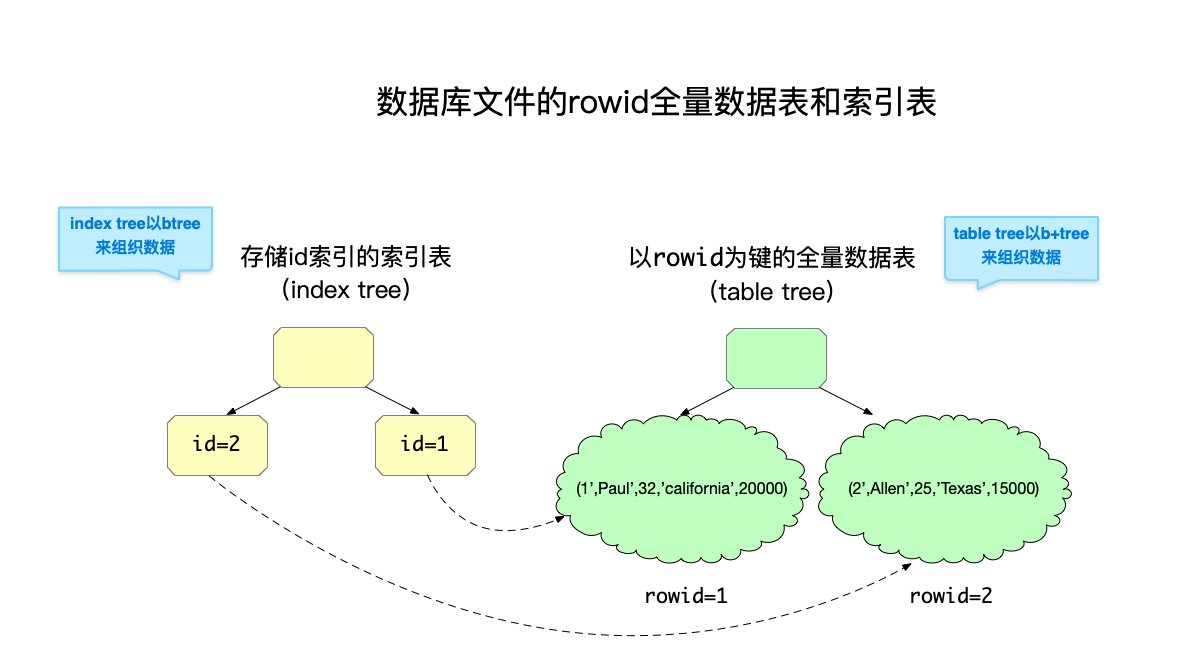 数据库文件的rowid全量数据表和索引表
index tree以btree
来组织数据
存储id索引的索引表
（index tree）
以rowid为键的全量数据表
（table tree）
table tree以b+tree
来组织数据
id=2
id=1
(1’,Paul’,32,’california’,20000)
(2’,Allen’,25,’Texas’,15000)
rowid=1
rowid=2